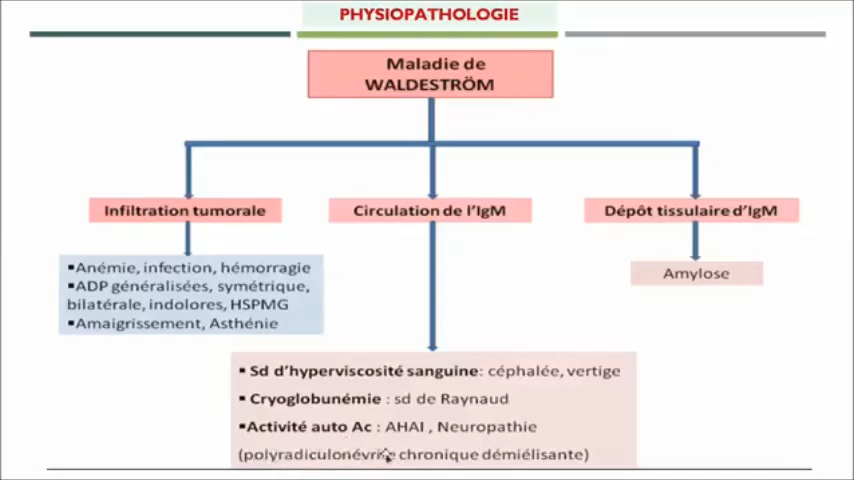 PHYSIOPATHOLOGIE
Maladie de
WALDESTRÖM
Infiltration tumorale
Circulation de l'IgM
Dépôt tissulaire d'IgM
▪Anémie, infection, hémorragie
▪ADP généralisées, symétrique,
bilatérale, indolores, HSPMG
▪Amaigrissement, Asthénie
Amylose
▪ Sd d'hyperviscosité sanguine: céphalée, vertige
▪ Cryoglobunémie : sd de Raynaud
▪Activité auto Ac : AHAI , Neuropathie
(polyradiculonévrite chronique démiélisante)